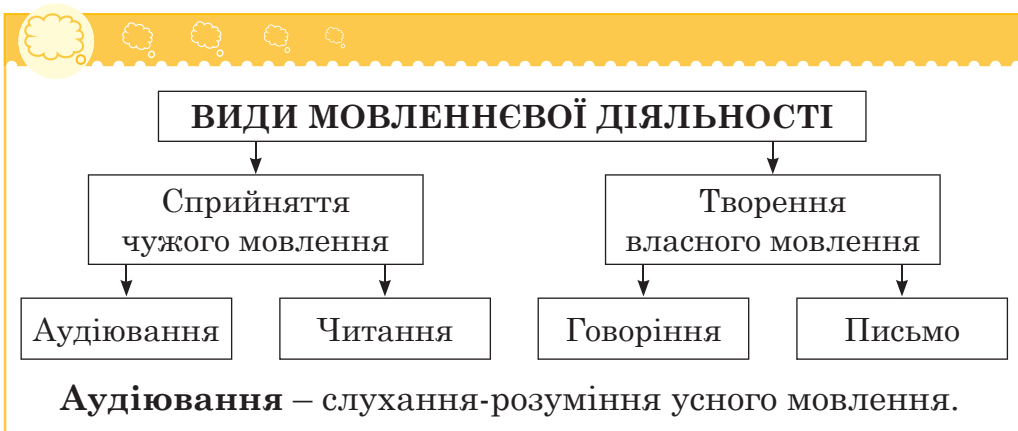 ВИДИ МОВЛЕННЄВОЇ ДІЯЛЬНОСТІ
Сприйняття
чужого мовлення
Творення
власного мовлення
Аудіювання
Читання
Говоріння
Письмо
Аудіювання – слухання-розуміння усного мовлення.